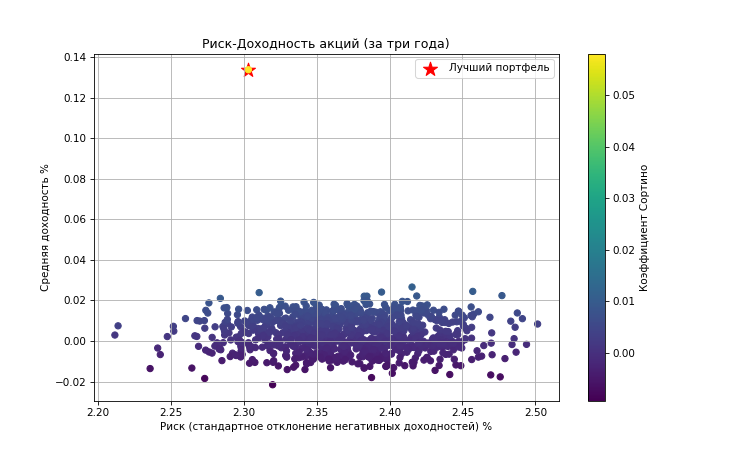 Риск-Доходность акций (за три года)
Лучший портфель
0.14
0.12
0.10
0.08
0.06
0.04
0.02
0.00
−0.02
Средняя доходность %
2.20 2.25 2.30 2.35 2.40 2.45 2.50
Риск (стандартное отклонение негативных доходностей) %
0.05
0.04
0.03
0.02
0.01
0.00
Коэффициент Сортино